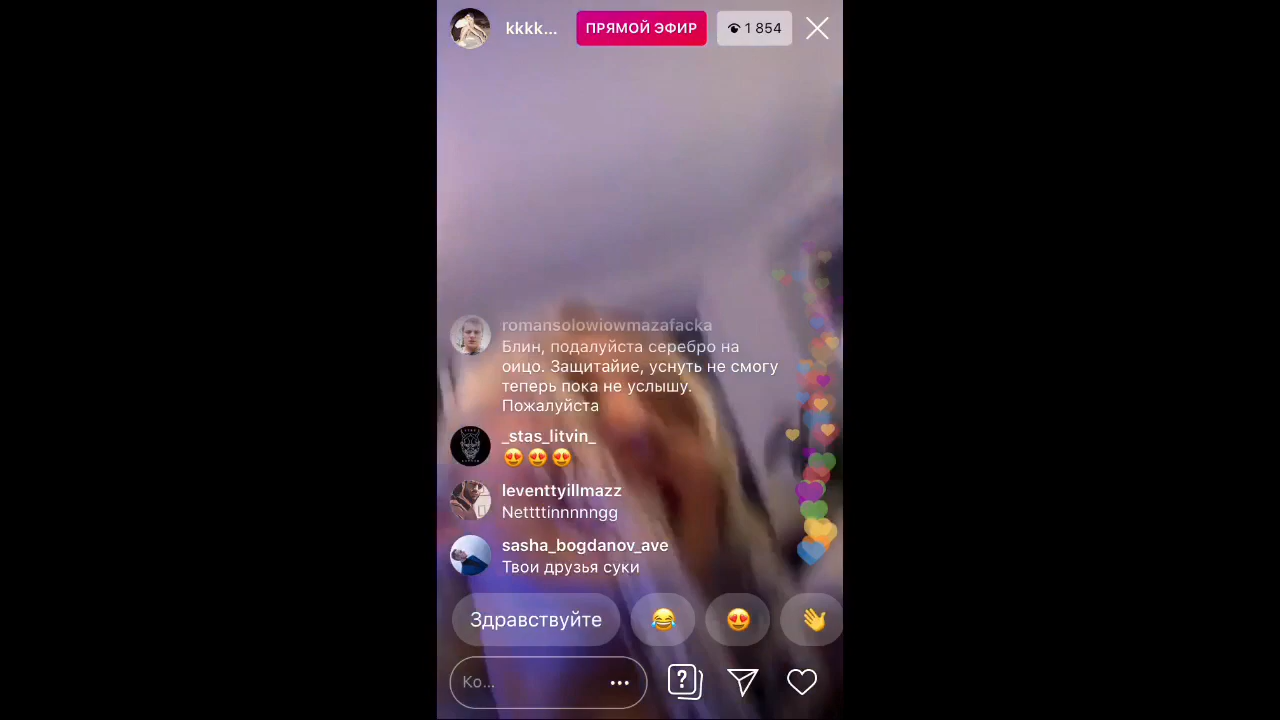 kkkk...
ПРЯМОЙ ЭФИР
1 854
romansolowiowmazafacka
Блин, подалуйста серебро на
оицо. Защитайие, уснуть не смогу
теперь пока не услышу.
Пожалуйста
_stas_litvin_
😍😍😍
leventtyillmazz
Nettttinnnnngg
sasha_bogdanov_ave
Твои друзья суки
Здравствуйте
Ко...